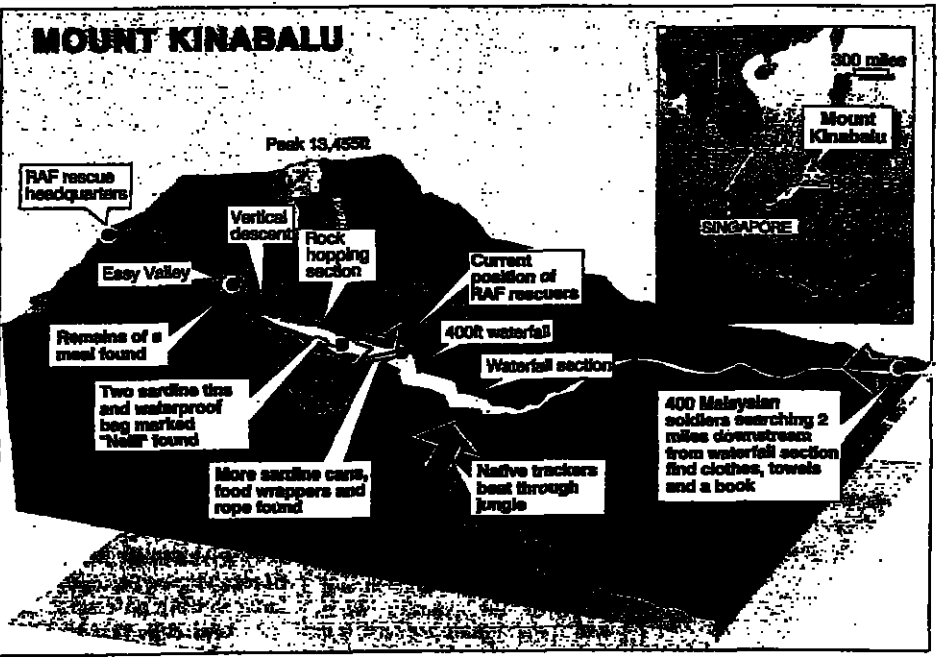 MOUNT KINABALU
300 miles
Mount
Kinabalu
SINGAPORE
Peak 13,455ft
RAF rescue
headquarters
Vertical
descent
Rock
hopping
section
Easy Valley
Current
position of
RAF rescuers
Remains of a
meal found
400ft waterfall
Waterfall section
Two sardine tins
and waterproof
bag marked
"Neill" found
More sardine cans,
food wrappers and
rope found
Native trackers
beat through
jungle
400 Malaysian
soldiers searching 2
miles downstream
from waterfall section
find clothes, towels
and a book